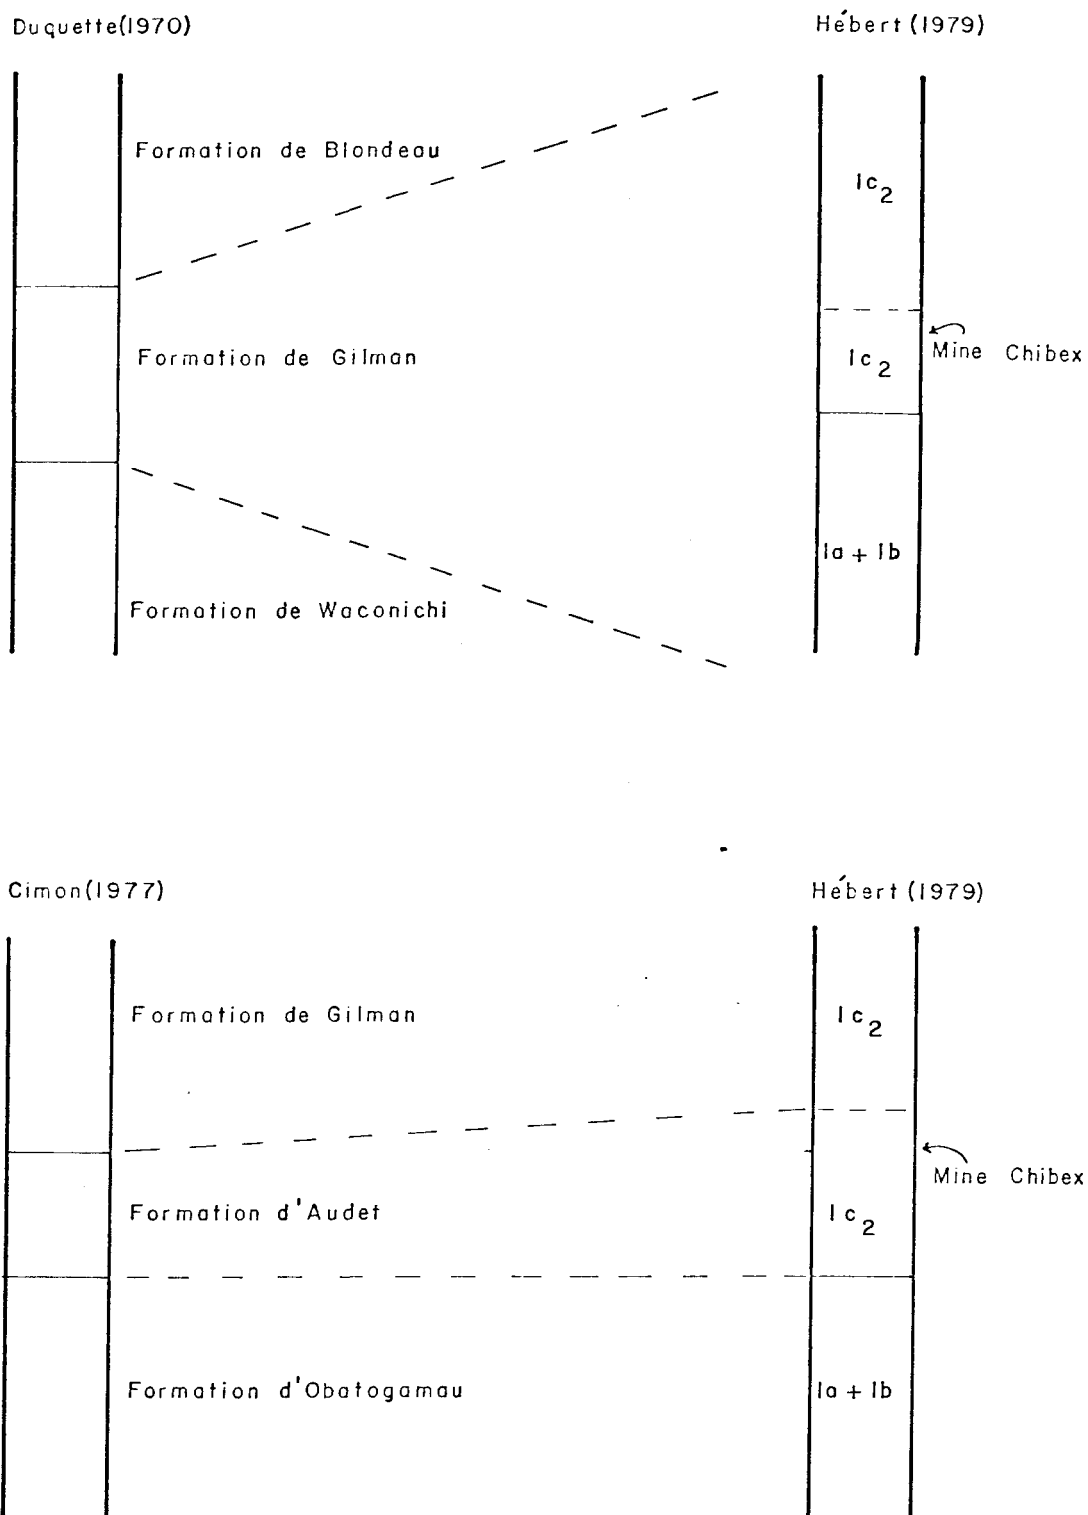 Duquette(1970)
Hébert (1979)
Formation de Blondeau
Ic2
Formation de Gilman
Ic2
Mine Chibex
Ia + Ib
Formation de Waconichi
Cimon(1977)
Hébert (1979)
Formation de Gilman
Ic2
Mine Chibex
Formation d'Audet
Ic2
Formation d'Obatogamau
Ia + Ib